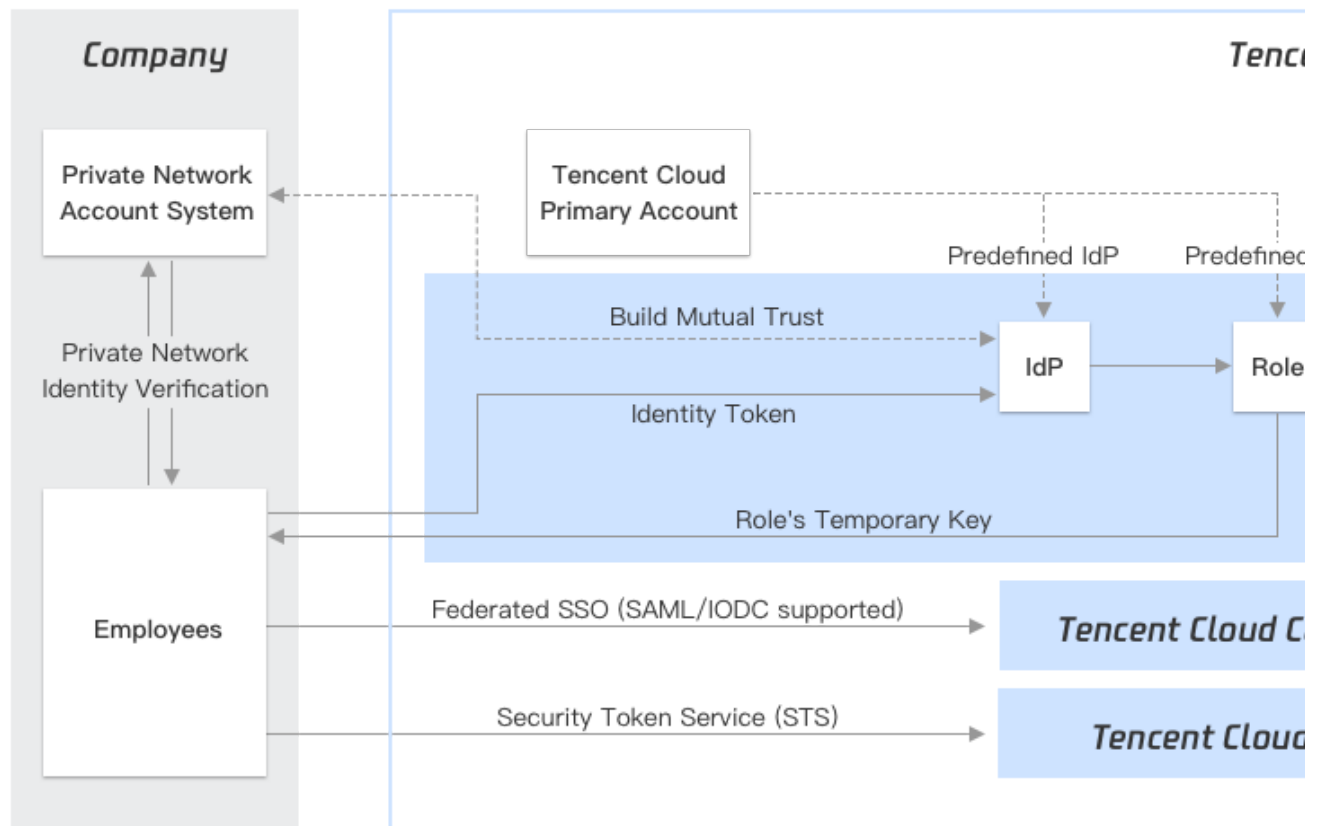 Company
Tence
Private Network
Account System
Tencent Cloud
Primary Account
Predefined IdP
Predefined
Build Mutual Trust
Private Network
Identity Verification
IdP
Role
Identity Token
Role's Temporary Key
Employees
Federated SSO (SAML/IODC supported)
Tencent Cloud C
Security Token Service (STS)
Tencent Cloud